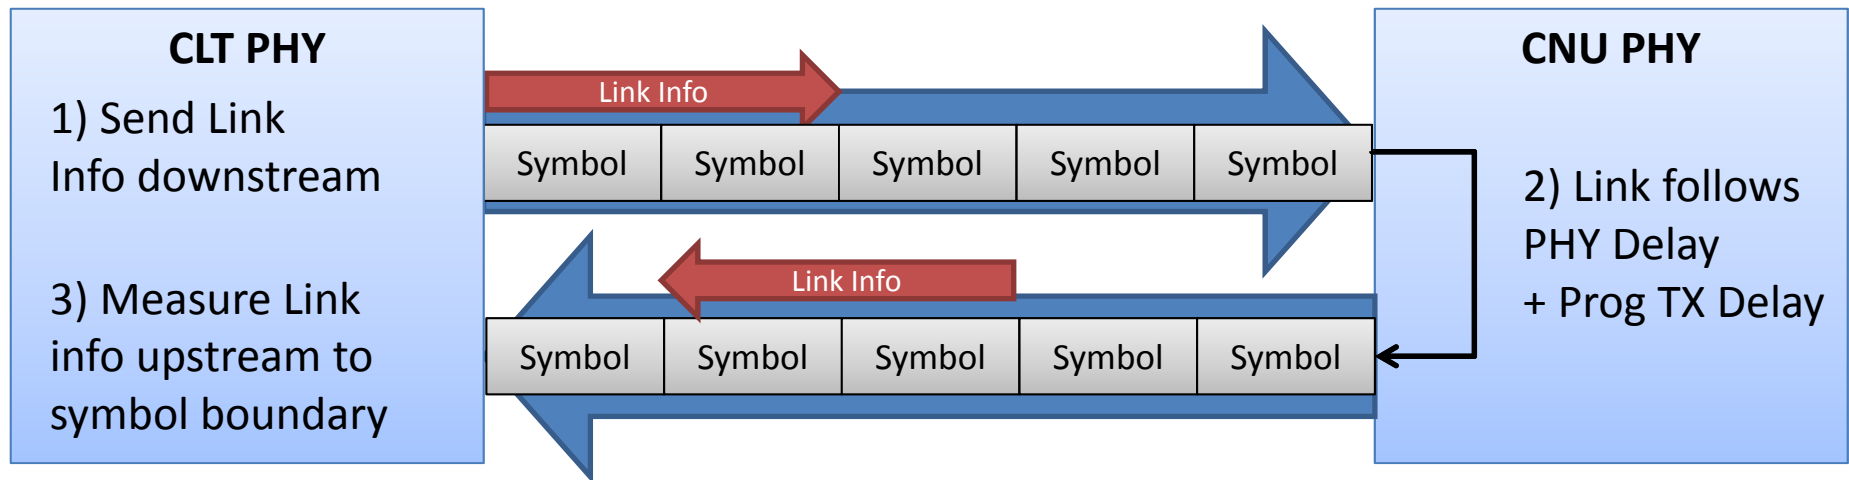 CLT PHY
1) Send Link
Info downstream
3) Measure Link
info upstream to
symbol boundary
Link Info
Symbol Symbol Symbol Symbol Symbol
Link Info
Symbol Symbol Symbol Symbol Symbol
CNU PHY
2) Link follows
PHY Delay
+ Prog TX Delay